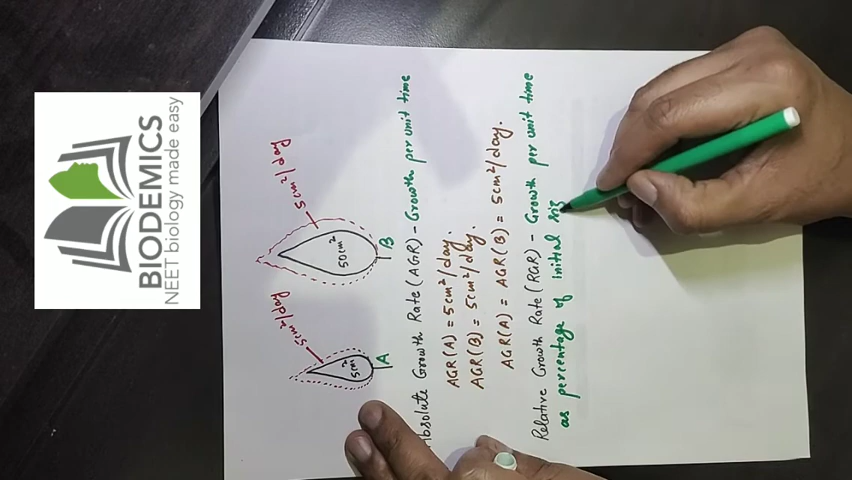 BIODEMICS
NEET biology made easy
5cm²/day
5cm²/day
5cm²
50cm²
A
B
Absolute Growth Rate (AGR) - Growth per unit time
AGR(A) = 5cm²/day.
AGR(B) = 5cm²/day.
AGR(A) = AGR(B) = 5cm²/day.
Relative Growth Rate (RGR) - Growth per unit time
as percentage of initial siz